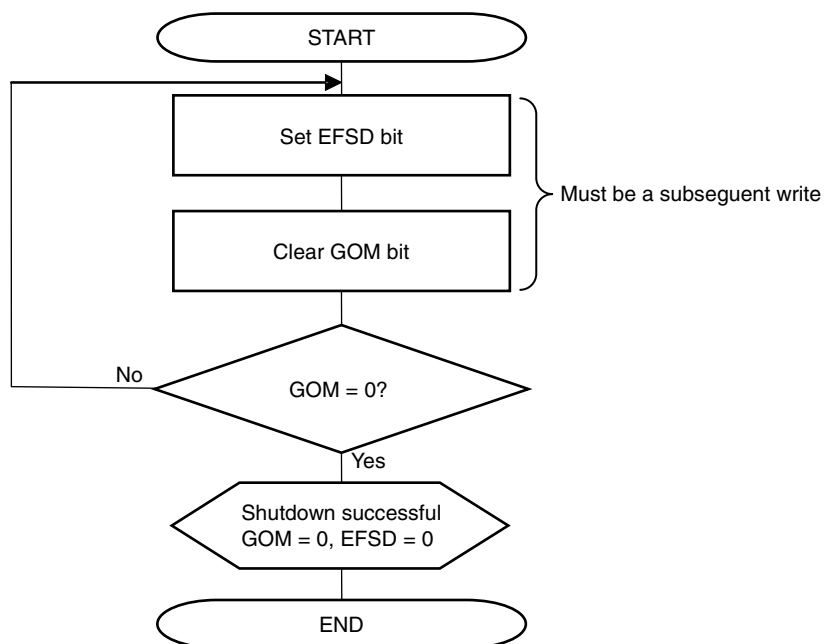 START
Set EFSD bit
Must be a subseguent write
Clear GOM bit
No
GOM = 0?
Yes
Shutdown successful
GOM = 0, EFSD = 0
END